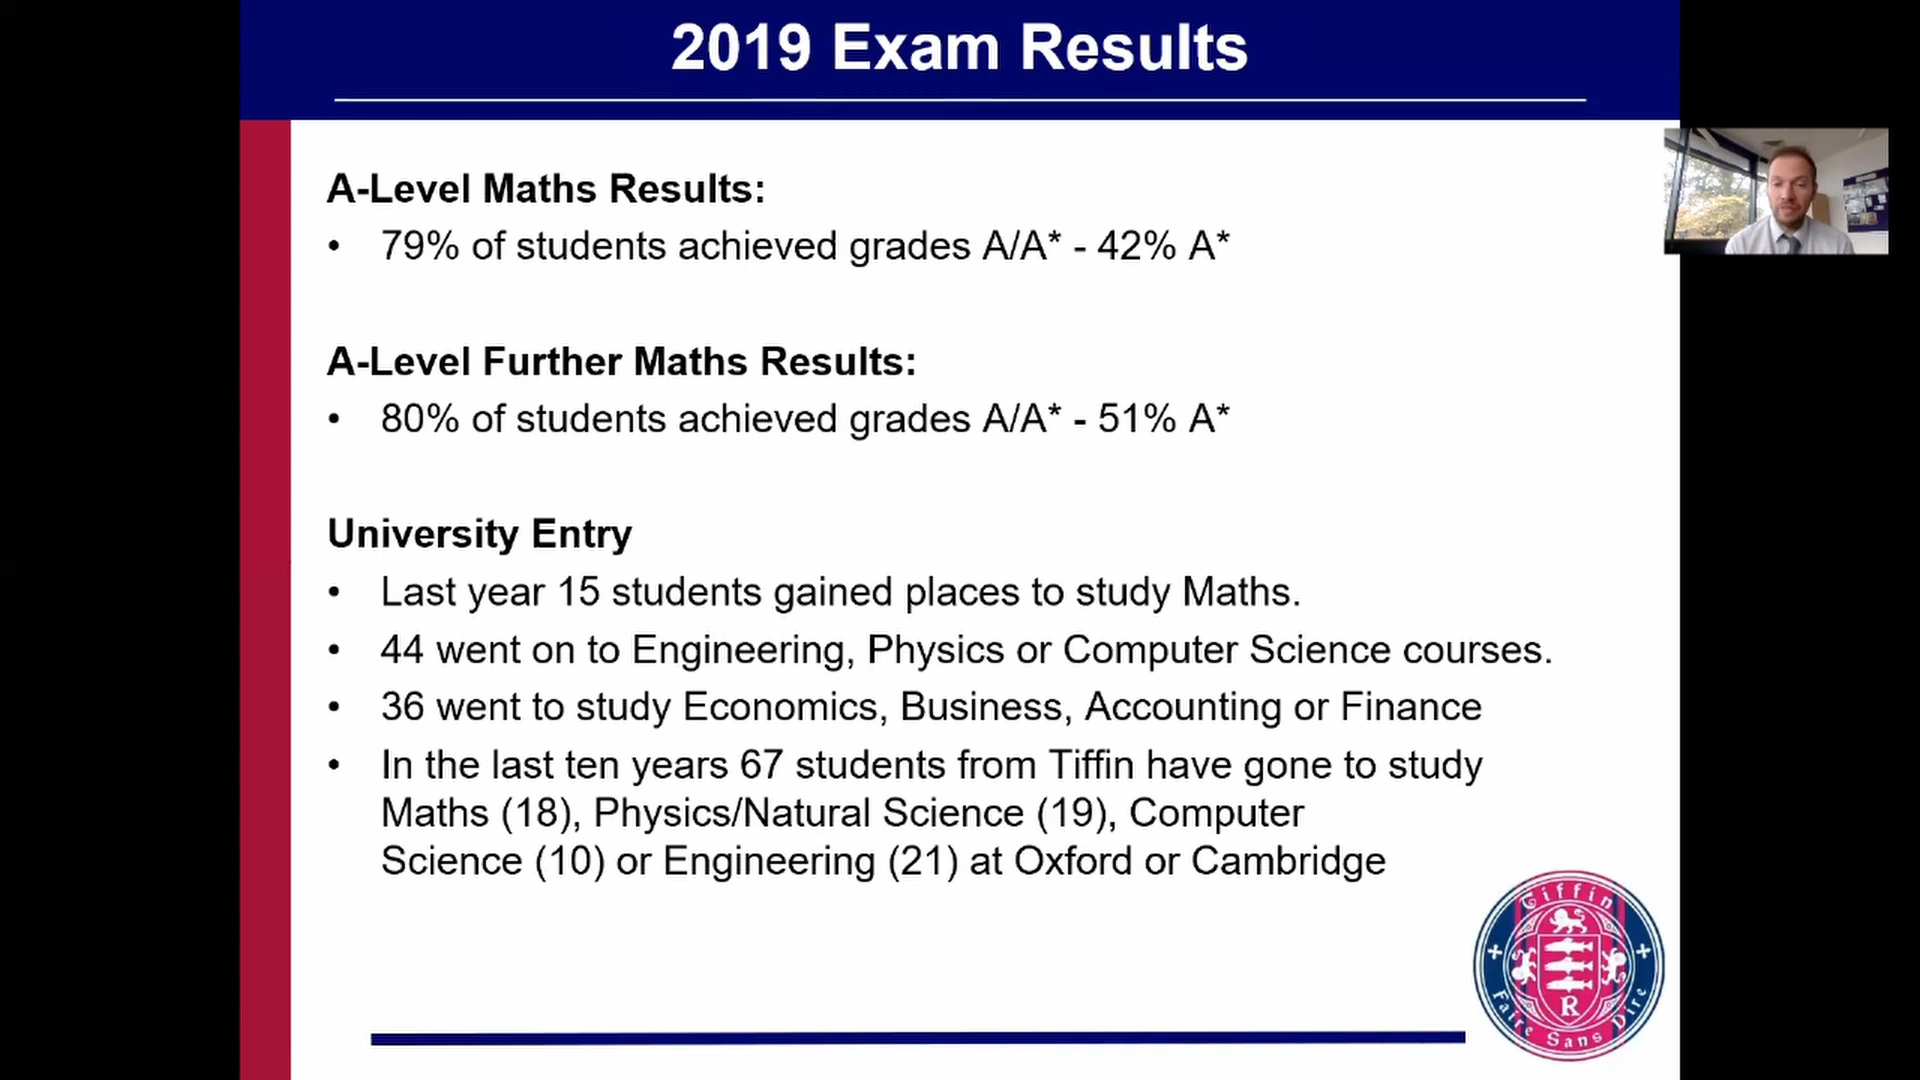 2019 Exam Results
A-Level Maths Results:
• 79% of students achieved grades A/A* - 42% A*
A-Level Further Maths Results:
• 80% of students achieved grades A/A* - 51% A*
University Entry
• Last year 15 students gained places to study Maths.
• 44 went on to Engineering, Physics or Computer Science courses.
• 36 went to study Economics, Business, Accounting or Finance
• In the last ten years 67 students from Tiffin have gone to study
Maths (18), Physics/Natural Science (19), Computer
Science (10) or Engineering (21) at Oxford or Cambridge
Tiffin
R
Faire Sans Dire